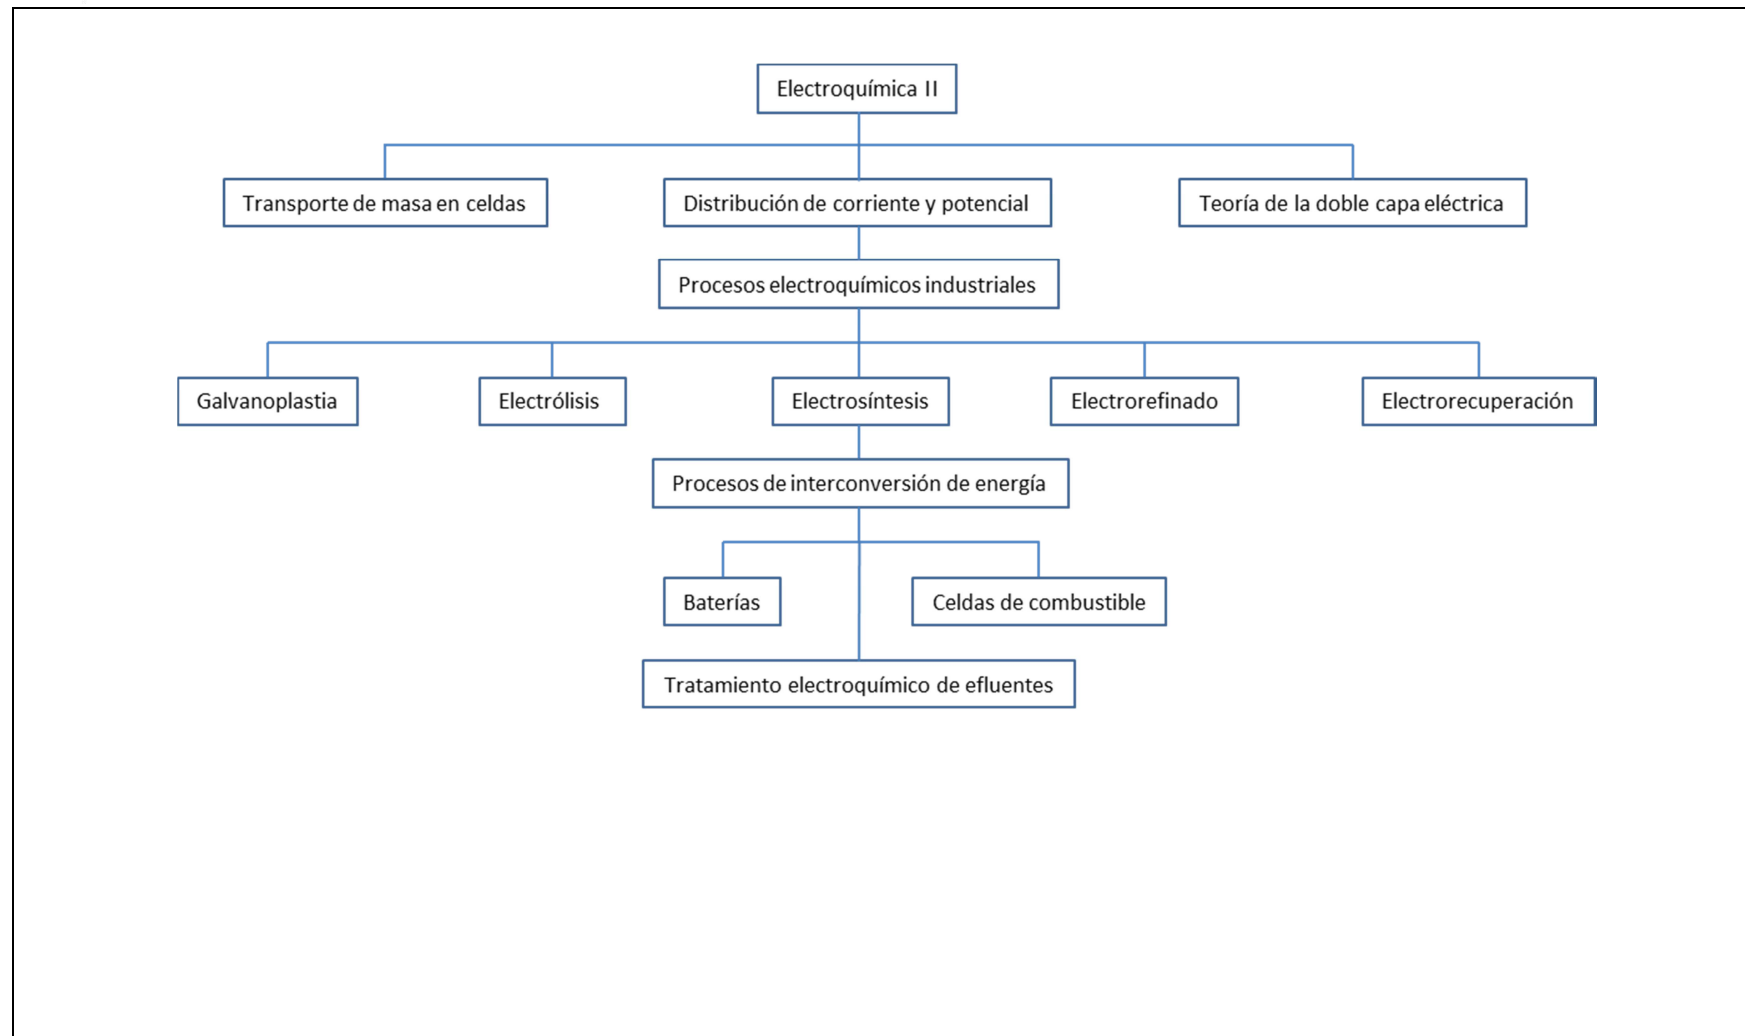 Electroquímica II
Transporte de masa en celdas
Distribución de corriente y potencial
Teoría de la doble capa eléctrica
Procesos electroquímicos industriales
Galvanoplastia
Electrólisis
Electrosíntesis
Electrorefinado
Electrorecuperación
Procesos de interconversión de energía
Baterías
Celdas de combustible
Tratamiento electroquímico de efluentes